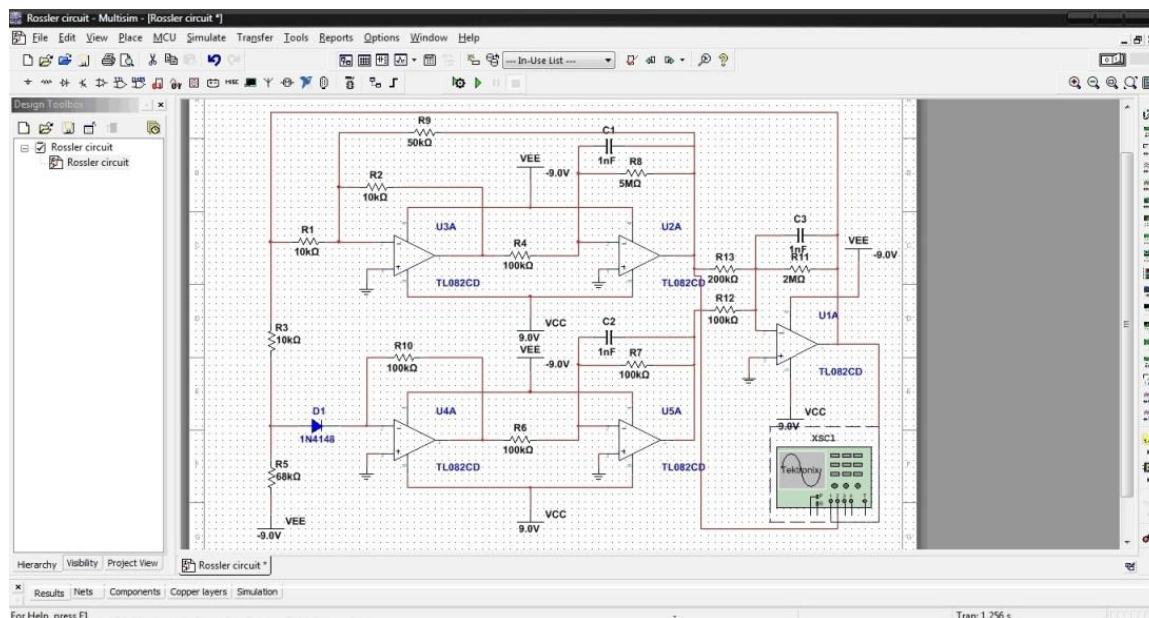 Rossler circuit - Multisim - [Rossler circuit *]
File Edit View Place MCU Simulate Transfer Tools Reports Options Window Help
--- In-Use List ---
Design Toolbox
Rossler circuit
Rossler circuit
R9
50kΩ
C1
1nF
VEE
-9.0V
R8
5MΩ
R2
10kΩ
U3A
U2A
C3
1nF
VEE
-9.0V
R1
10kΩ
R4
100kΩ
R13
200kΩ
R11
2MΩ
TL082CD
TL082CD
R12
100kΩ
U1A
R3
10kΩ
VCC
9.0V
C2
1nF
VEE
-9.0V
R10
100kΩ
R7
100kΩ
TL082CD
D1
1N4148
U4A
U5A
VCC
9.0V
R6
100kΩ
XSC1
Tektronix
R5
68kΩ
TL082CD
TL082CD
VEE
-9.0V
VCC
9.0V
Hierarchy Visibility Project View
Rossler circuit *
Results Nets Components Copper layers Simulation
For Help, press F1
Tran: 1.256 s